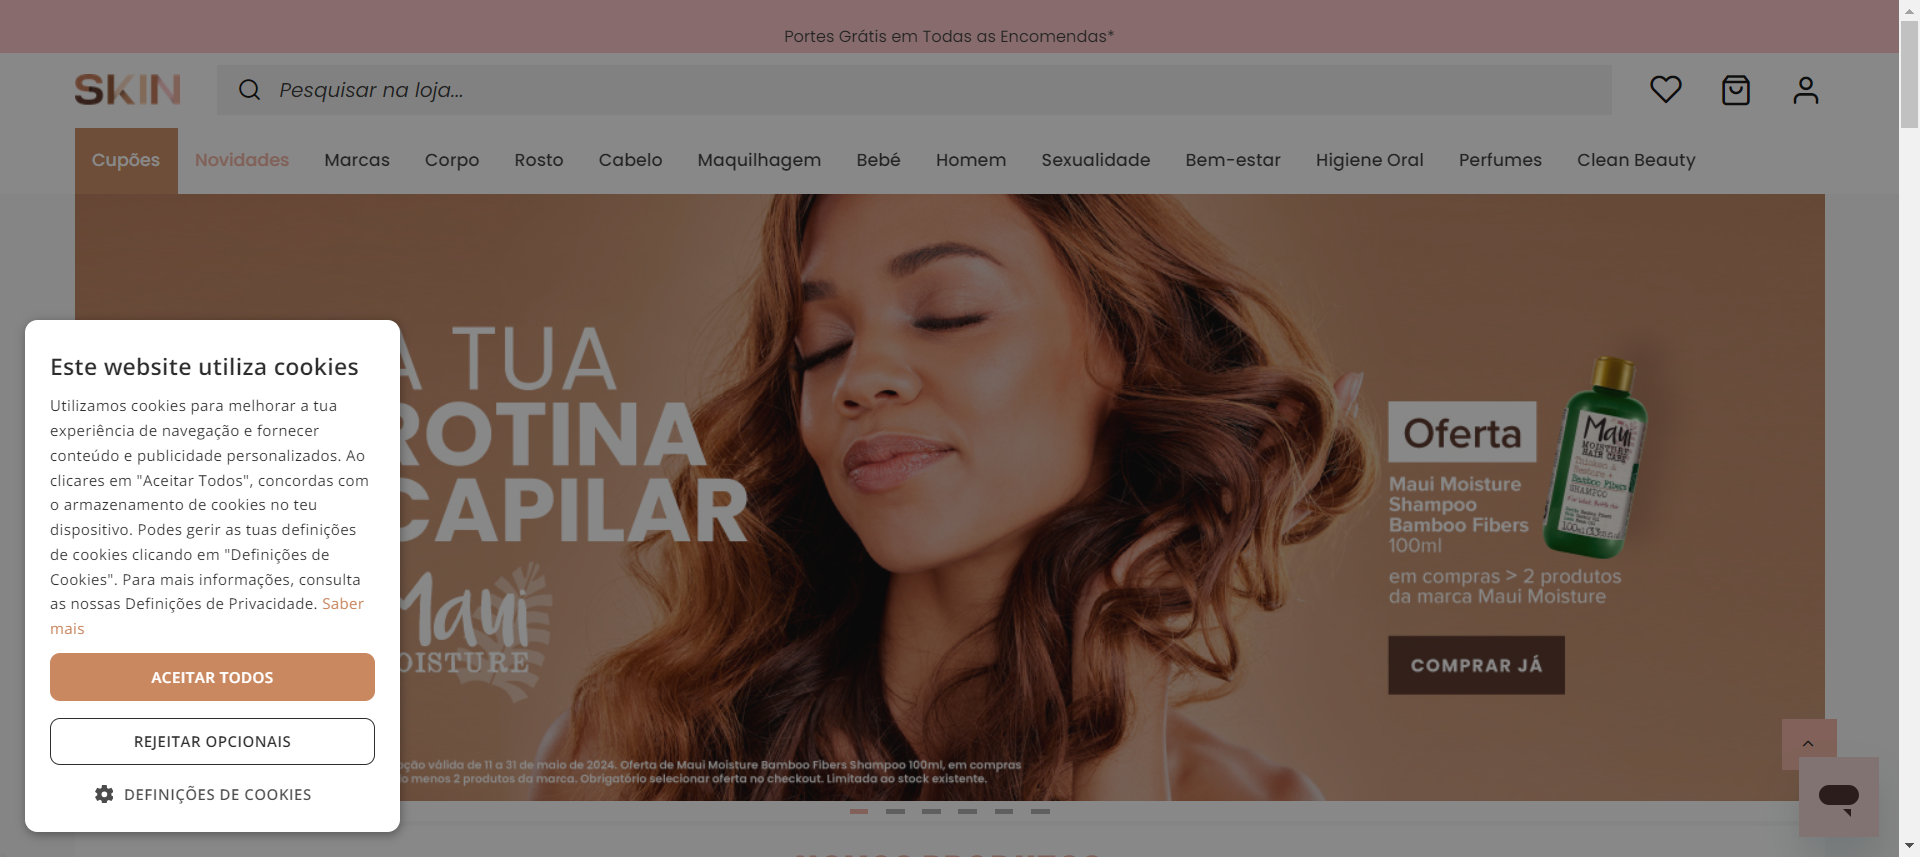 Portes Grátis em Todas as Encomendas*
SKIN
Pesquisar na loja...
Cupões Novidades Marcas Corpo Rosto Cabelo Maquilhagem Bebé Homem Sexualidade Bem-estar Higiene Oral Perfumes Clean Beauty
A TUA
ROTINA
CAPILAR
Maui
OISTURE
Oferta
Maui Moisture
Shampoo
Bamboo Fibers
100ml
em compras > 2 produtos
da marca Maui Moisture
COMPRAR JÁ
Maui
MOISTURE
HAIR CARE
Bamboo Fibers
SHAMPOO
ção válida de 11 a 31 de maio de 2024. Oferta de Maui Moisture Bamboo Fibers Shampoo 100ml, em compras
o menos 2 produtos da marca. Obrigatório selecionar oferta no checkout. Limitada ao stock existente.
Este website utiliza cookies
Utilizamos cookies para melhorar a tua
experiência de navegação e fornecer
conteúdo e publicidade personalizados. Ao
clicares em "Aceitar Todos", concordas com
o armazenamento de cookies no teu
dispositivo. Podes gerir as tuas definições
de cookies clicando em "Definições de
Cookies". Para mais informações, consulta
as nossas Definições de Privacidade. Saber
mais
ACEITAR TODOS
REJEITAR OPCIONAIS
DEFINIÇÕES DE COOKIES